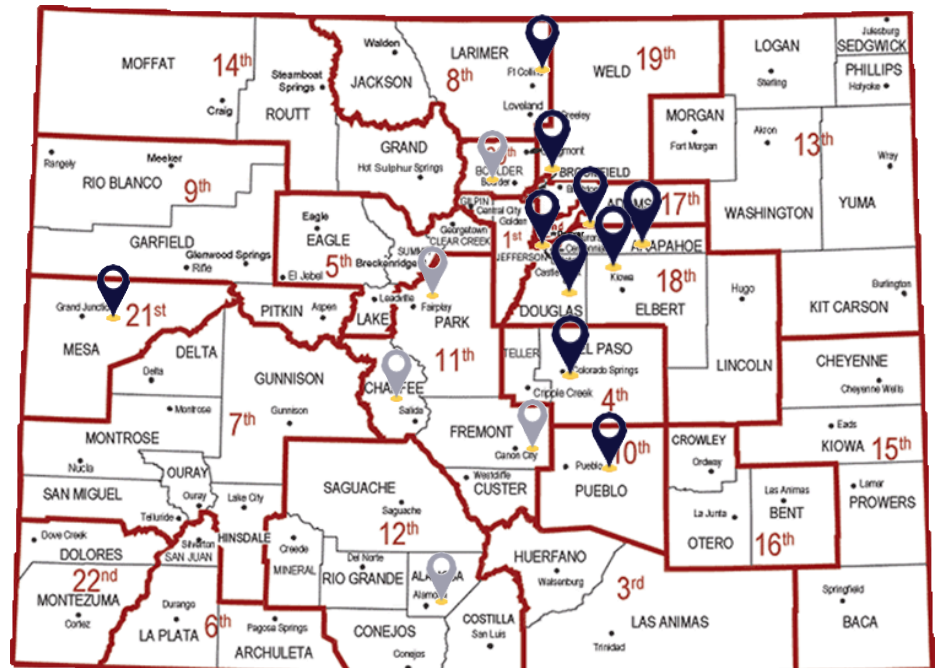 MOFFAT
14th
Craig
Steamboat
Springs
ROUTT
Walden
JACKSON
LARIMER
8th
Ft Collins
Loveland
WELD
19th
Greeley
LOGAN
Sterling
Julesburg
SEDGWICK
PHILLIPS
Holyoke
MORGAN
Fort Morgan
Akron
13th
Wray
WASHINGTON
YUMA
Rangely
Meeker
RIO BLANCO
9th
GRAND
Hot Sulphur Springs
BOULDER
Boulder
BROOMFIELD
GILPIN
Central City
Golden
Georgetown
CLEAR CREEK
1st
JEFFERSON
17th
ARAPAHOE
GARFIELD
Glenwood Springs
Rifle
Eagle
EAGLE
5th
El Jebel
Breckenridge
Kiowa
18th
DOUGLAS
ELBERT
Hugo
LINCOLN
Burlington
KIT CARSON
Grand Junction
21st
MESA
PITKIN
Aspen
Leadville
LAKE
Fairplay
PARK
11th
TELLER
EL PASO
Colorado Springs
Cripple Creek
4th
CHEYENNE
Cheyenne Wells
DELTA
Delta
GUNNISON
Gunnison
7th
CHAFFEE
Salida
Montrose
MONTROSE
Nucla
FREMONT
Canon City
10th
Pueblo
PUEBLO
CROWLEY
Ordway
Eads
KIOWA
15th
SAN MIGUEL
Telluride
OURAY
Ouray
Lake City
HINSDALE
SAGUACHE
Saguache
12th
Westcliffe
CUSTER
La Junta
OTERO
Las Animas
BENT
16th
Lamar
PROWERS
Dove Creek
DOLORES
22nd
MONTEZUMA
Cortez
Silverton
SAN JUAN
Creede
MINERAL
Del Norte
RIO GRANDE
ALAMOSA
Alamosa
HUERFANO
Walsenburg
3rd
Durango
LA PLATA
6th
Pagosa Springs
ARCHULETA
CONEJOS
Conejos
COSTILLA
San Luis
LAS ANIMAS
Trinidad
Springfield
BACA